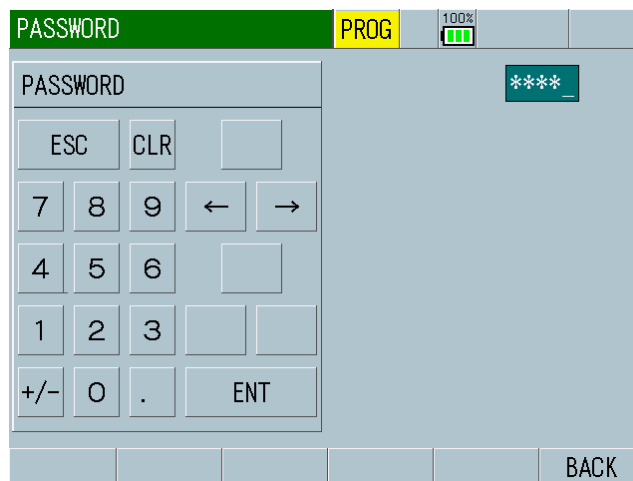 PASSWORD PROG 100%
PASSWORD
****_
ESC CLR
7 8 9 ← →
4 5 6
1 2 3
+/- 0 . ENT
BACK